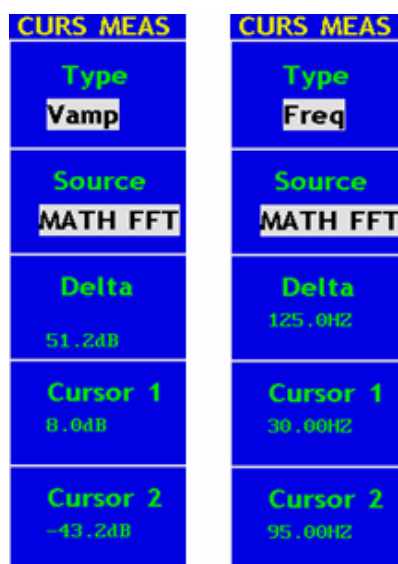 CURS MEAS
Type
Vamp
Source
MATH FFT
Delta
51.2dB
Cursor 1
8.0dB
Cursor 2
-43.2dB
CURS MEAS
Type
Freq
Source
MATH FFT
Delta
125.0HZ
Cursor 1
30.00HZ
Cursor 2
95.00HZ